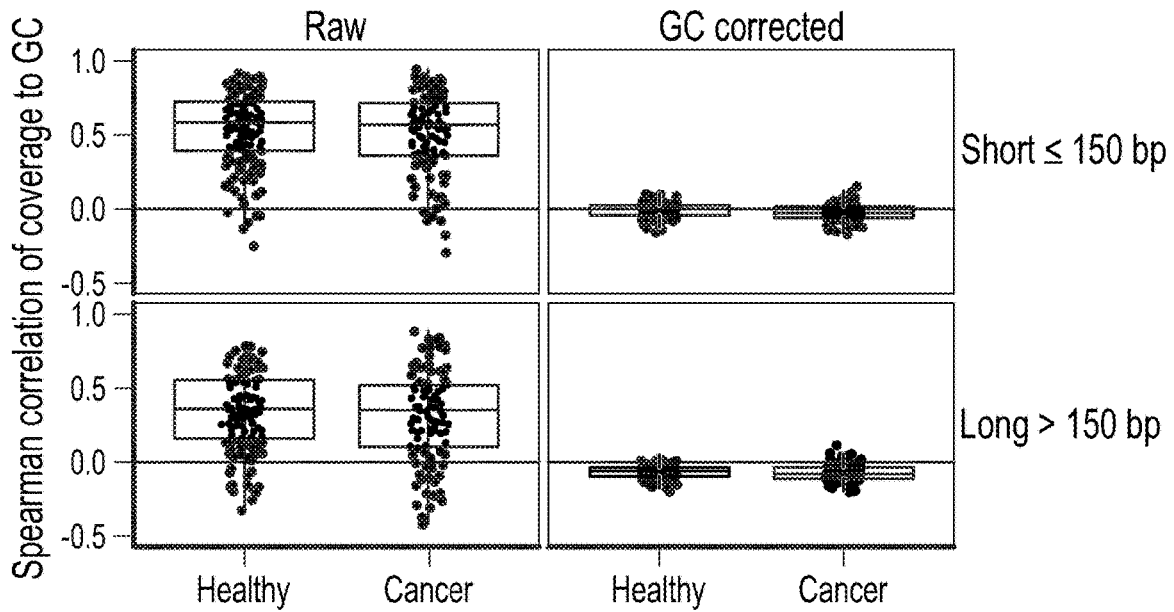 Raw
GC corrected
Spearman correlation of coverage to GC
1.0
0.5
0.0
-0.5
Short ≤ 150 bp
1.0
0.5
0.0
-0.5
Long > 150 bp
Healthy
Cancer
Healthy
Cancer